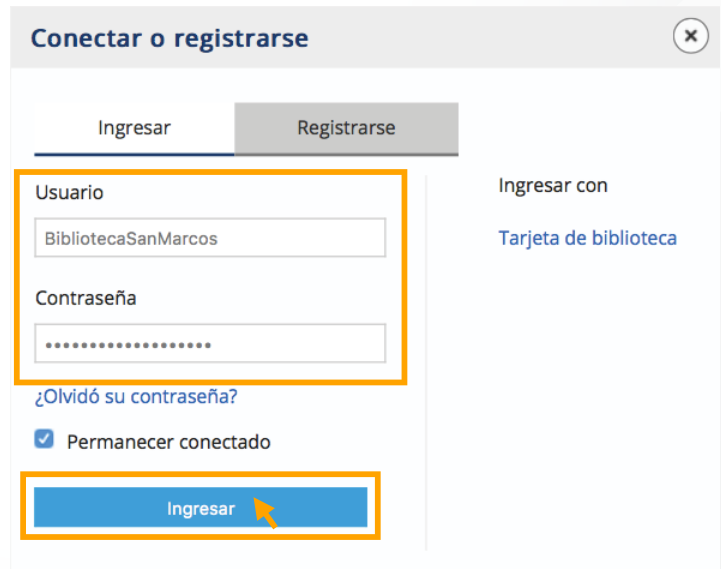 Conectar o registrarse
Ingresar
Registrarse
Usuario
BibliotecaSanMarcos
Contraseña
•••••••••••••••••••
¿Olvidó su contraseña?
Permanecer conectado
Ingresar
Ingresar con
Tarjeta de biblioteca